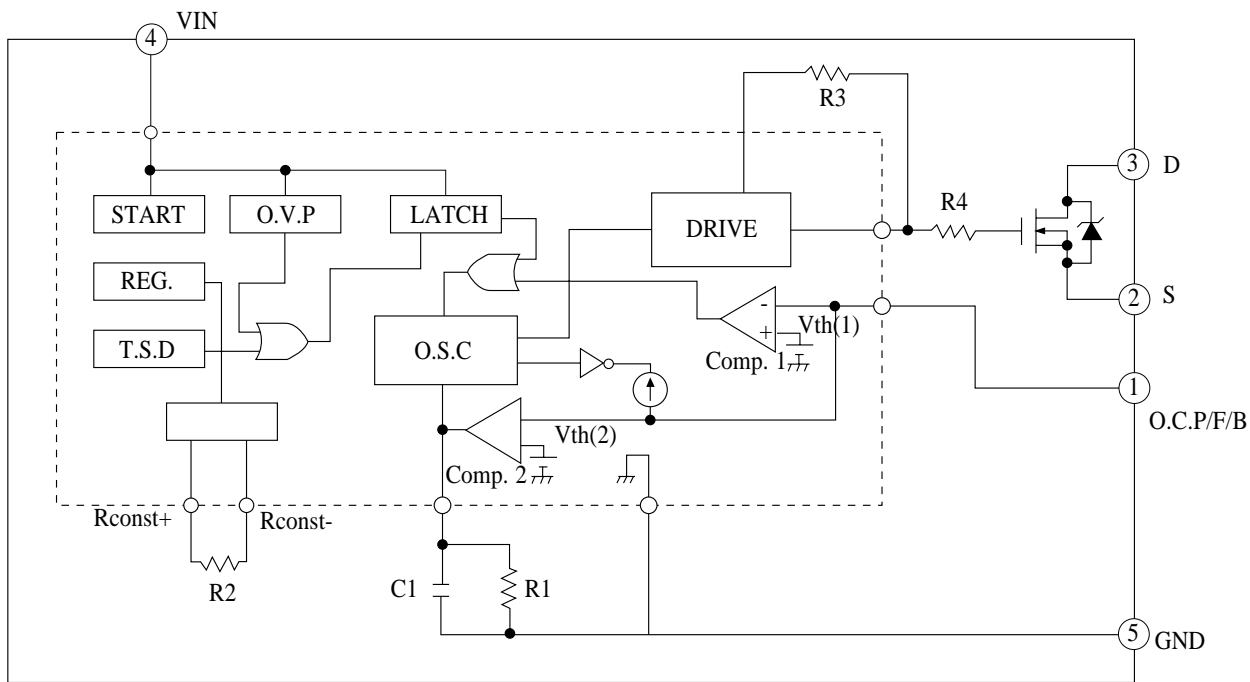 VIN
4
R3
3
D
START
O.V.P
LATCH
DRIVE
R4
REG.
2
S
-
+
Vth(1)
T.S.D
O.S.C
Comp. 1
1
O.C.P/F/B
Vth(2)
Comp. 2
Rconst+
Rconst-
R2
C1
R1
5
GND